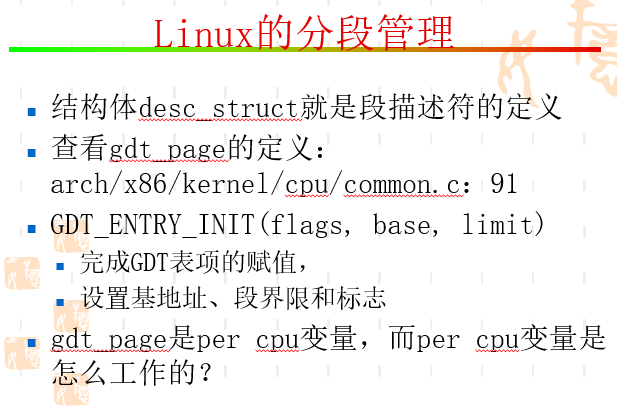 Linux的分段管理
结构体desc_struct就是段描述符的定义
查看gdt_page的定义:
arch/x86/kernel/cpu/common.c: 91
GDT_ENTRY_INIT(flags, base, limit)
完成GDT表项的赋值,
设置基地址、段界限和标志
gdt_page是per cpu变量，而per cpu变量是
怎么工作的？